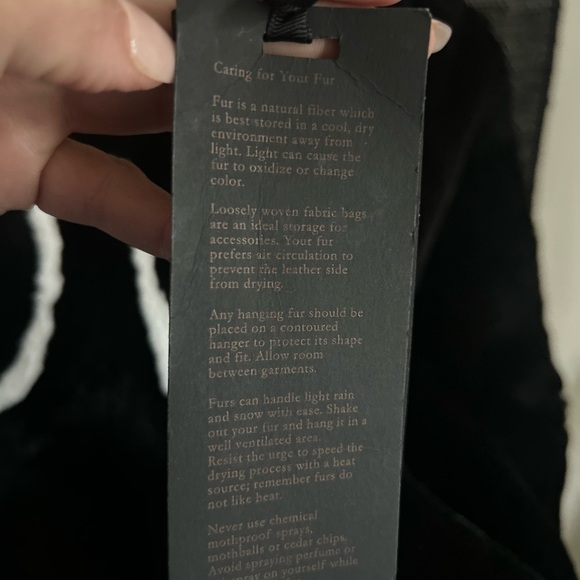 Caring for Your Fur
Fur is a natural fiber which
is best stored in a cool, dry
environment away from
light. Light can cause the
fur to oxidize or change
color.
Loosely woven fabric bags
are an ideal storage for
accessories. Your fur
prefers air circulation to
prevent the leather side
from drying.
Any hanging fur should be
placed on a contoured
hanger to protect its shape
and fit. Allow room
between garments.
Furs can handle light rain
and snow with ease. Shake
out your fur and hang it in a
well ventilated area.
Resist the urge to speed the
drying process with a heat
source; remember furs do
not like heat.
Never use chemical
mothproof sprays,
mothballs or cedar chips.
Avoid spraying perfume or
spray on yourself while